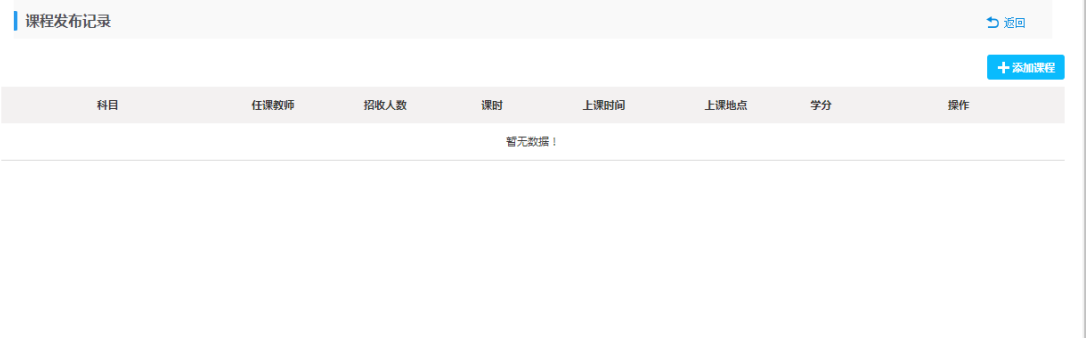 课程发布记录
返回
添加课程
科目 任课教师 招收人数 课时 上课时间 上课地点 学分 操作
暂无数据！